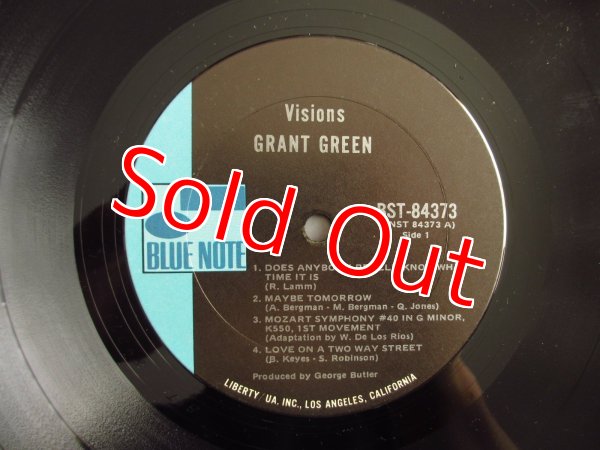 Visions
GRANT GREEN
Sold Out
BST-84373
NST 84373 A)
Side 1
BLUE NOTE
1. DOES
TIME IT IS
(R. Lamm)
2. MAYBE TOMORROW
(A. Bergman - M. Bergman - Q. Jones)
3. MOZART SYMPHONY #40 IN G MINOR,
K550, 1ST MOVEMENT
(Adaptation by W. De Los Rios)
4. LOVE ON A TWO WAY STREET
(B. Keyes - S. Robinson)
Produced by George Butler
LIBERTY/UA, INC., LOS ANGELES, CALIFORNIA